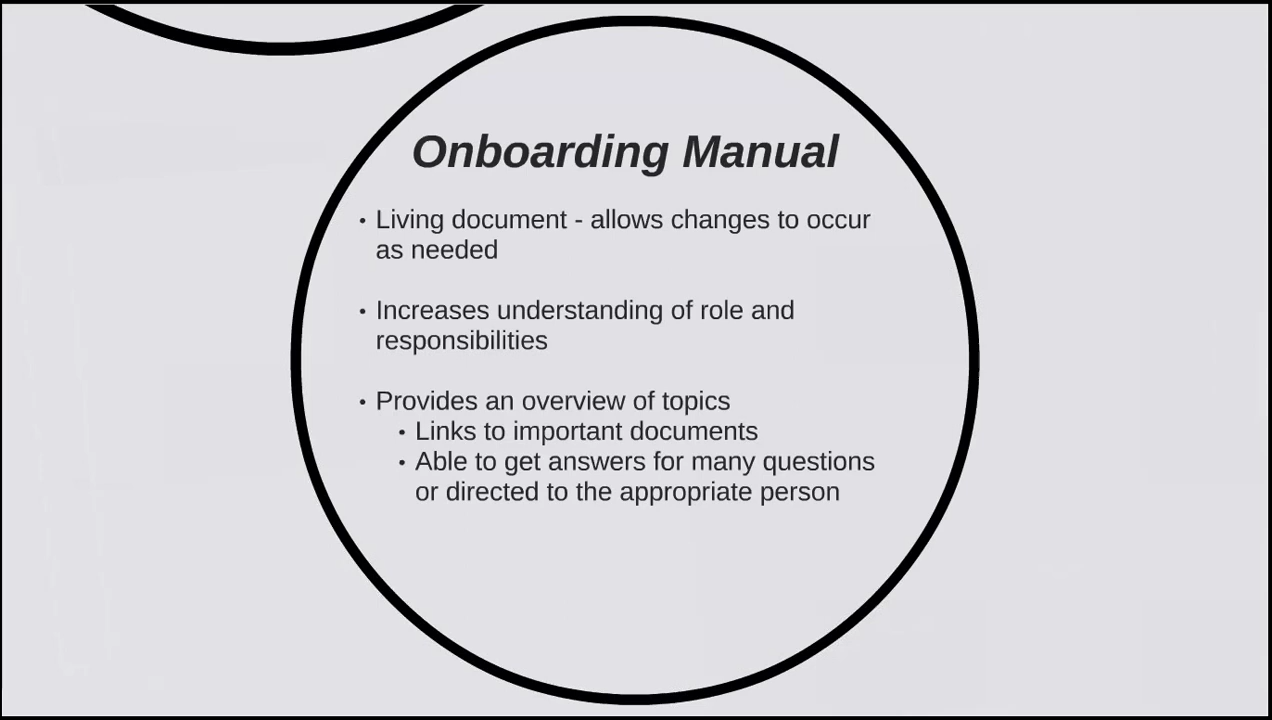 Onboarding Manual
• Living document - allows changes to occur
as needed
• Increases understanding of role and
responsibilities
• Provides an overview of topics
• Links to important documents
• Able to get answers for many questions
or directed to the appropriate person